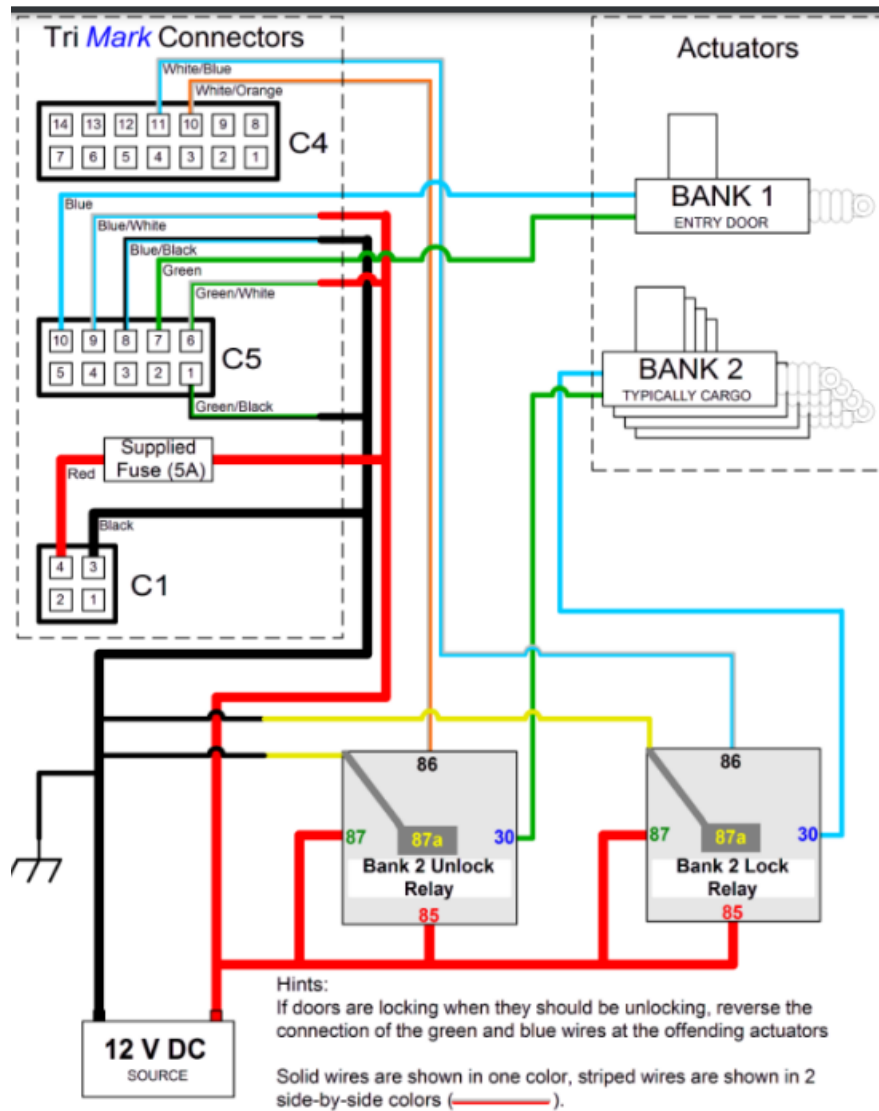 Tri Mark Connectors
Actuators
White/Blue
White/Orange
14 13 12 11 10 9 8
7 6 5 4 3 2 1
C4
Blue
Blue/White
Blue/Black
Green
Green/White
10 9 8 7 6
5 4 3 2 1
C5
Green/Black
BANK 1
ENTRY DOOR
BANK 2
TYPICALLY CARGO
Supplied
Fuse (5A)
Red
Black
4 3
2 1
C1
86
87
87a
30
Bank 2 Unlock
Relay
85
86
87
87a
30
Bank 2 Lock
Relay
85
12 V DC
SOURCE
Hints:
If doors are locking when they should be unlocking, reverse the
connection of the green and blue wires at the offending actuators
Solid wires are shown in one color, striped wires are shown in 2
side-by-side colors ( ).